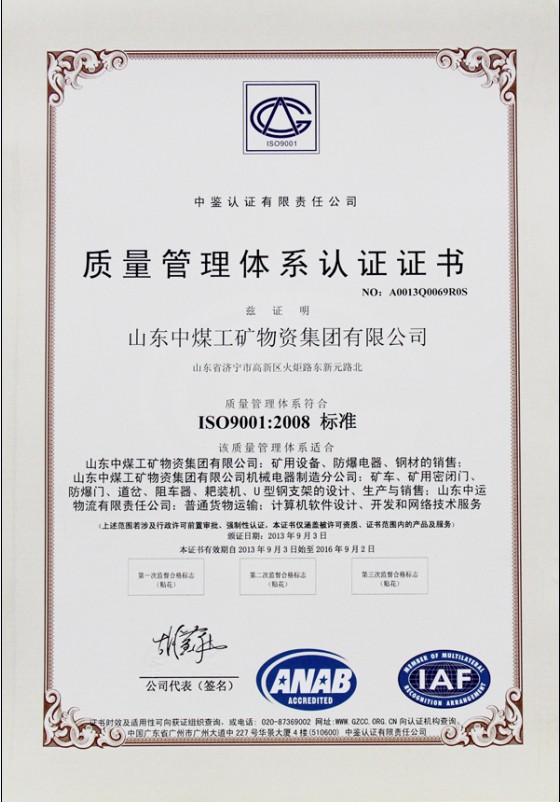 ISO9001
中鉴认证有限责任公司
质量管理体系认证证书
NO: A0013Q0069R0S
兹 证 明
山东中煤工矿物资集团有限公司
山东省济宁市高新区火炬路东新元路北
质量管理体系符合
ISO9001:2008 标准
该质量管理体系适合
山东中煤工矿物资集团有限公司：矿用设备、防爆电器、钢材的销售；
山东中煤工矿物资集团有限公司机械电器制造分公司：矿车、矿用密闭门、
防爆门、道岔、阻车器、耙装机、U型钢支架的设计、生产与销售；山东中运
物流有限责任公司：普通货物运输；计算机软件设计、开发和网络技术服务
（上述范围若涉及行政许可前置审批、强制性认证，本证书仅涵盖被许可资质、证书范围内的产品及服务）
颁证日期：2013 年 9 月 3 日
本证书有效期自 2013 年 9 月 3 日始至 2016 年 9 月 2 日
第一次监督合格标志
（贴花）
第二次监督合格标志
（贴花）
第三次监督合格标志
（贴花）
公司代表（签名）
ANAB
ACCREDITED
MEMBER OF MULTILATERAL
IAF
RECOGNITION ARRANGEMENT
证书时效及适用性可向获证组织查询，或电话：020-87369002 网址:WWW.GZCC.ORG.CN 向认证机构查询。
中国广东省广州市广州大道中 227 号华景大厦 4 楼 (510600) 中鉴认证有限责任公司